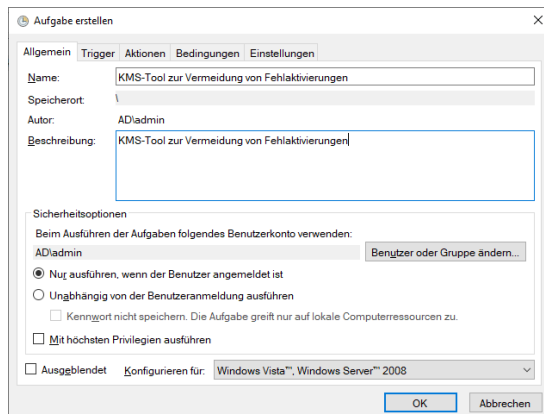 Aufgabe erstellen
Allgemein Trigger Aktionen Bedingungen Einstellungen
Name: KMS-Tool zur Vermeidung von Fehlaktivierungen
Speicherort: \
Autor: AD\admin
Beschreibung: KMS-Tool zur Vermeidung von Fehlaktivierungen
Sicherheitsoptionen
Beim Ausführen der Aufgaben folgendes Benutzerkonto verwenden:
AD\admin Benutzer oder Gruppe ändern...
Nur ausführen, wenn der Benutzer angemeldet ist
Unabhängig von der Benutzeranmeldung ausführen
Kennwort nicht speichern. Die Aufgabe greift nur auf lokale Computerressourcen zu.
Mit höchsten Privilegien ausführen
Ausgeblendet Konfigurieren für: Windows Vista™, Windows Server™ 2008
OK Abbrechen